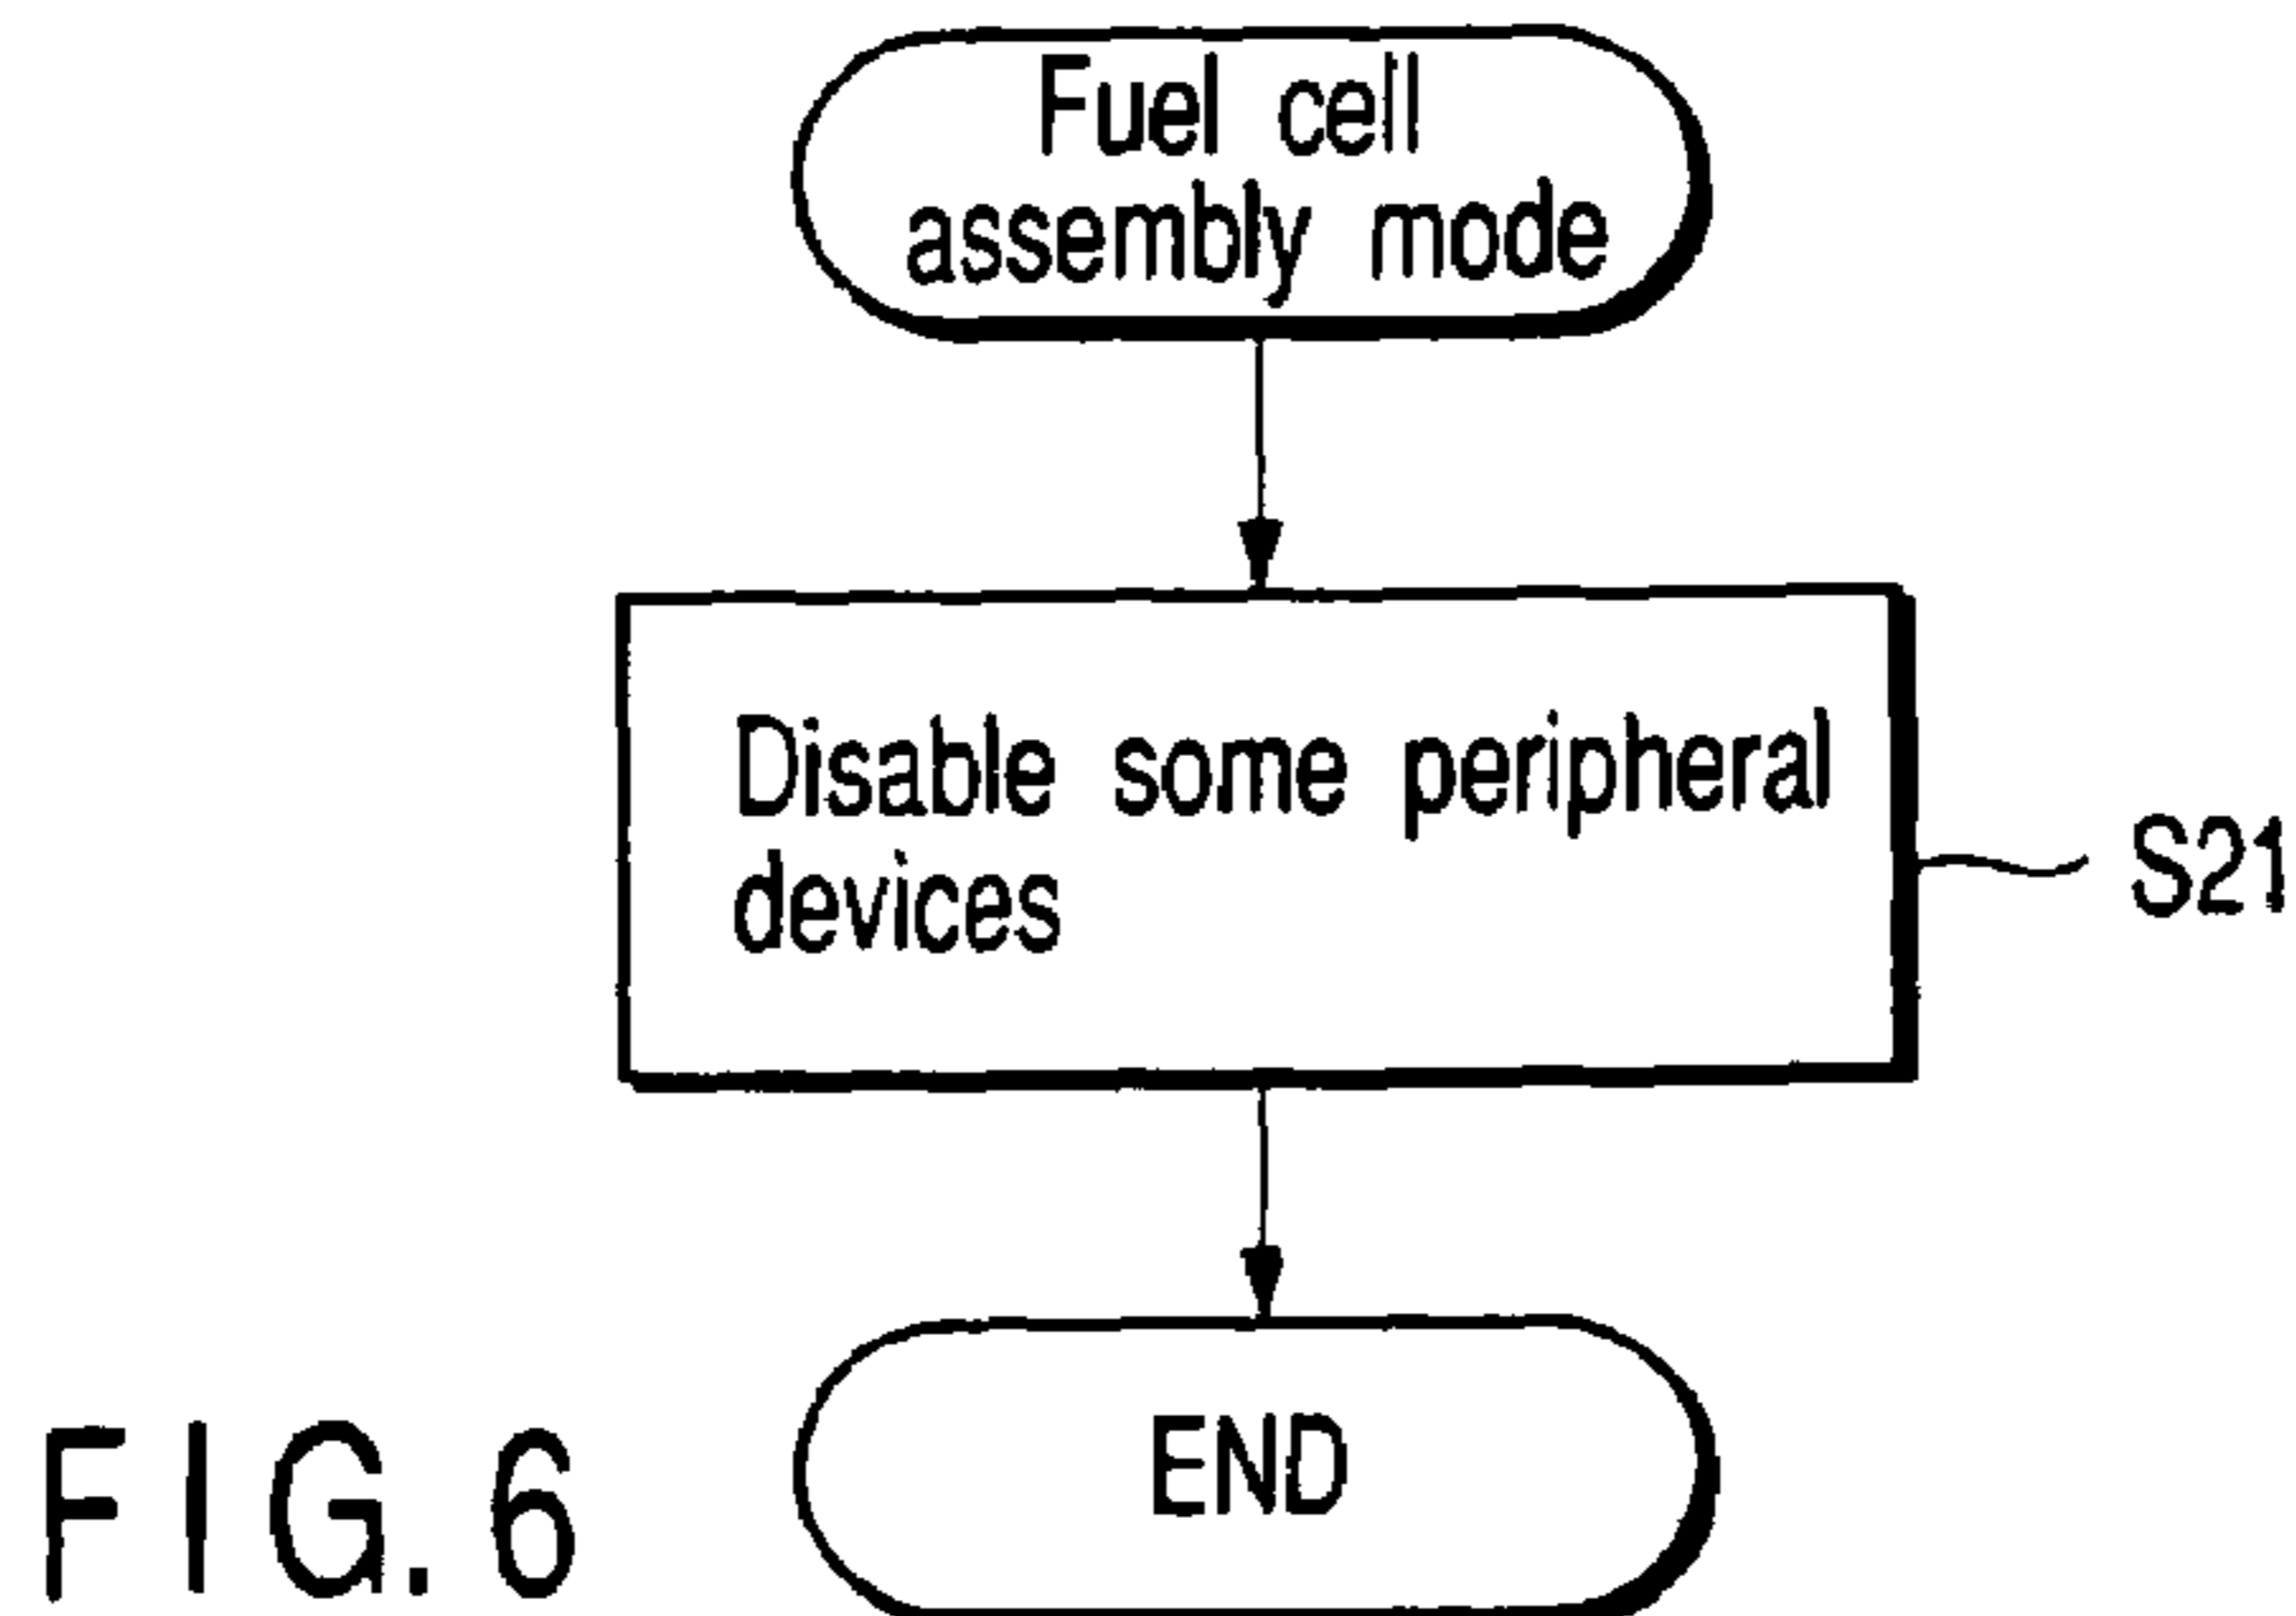 Fuel cell
assembly mode
Disable some peripheral
devices
S21
END
FIG. 6